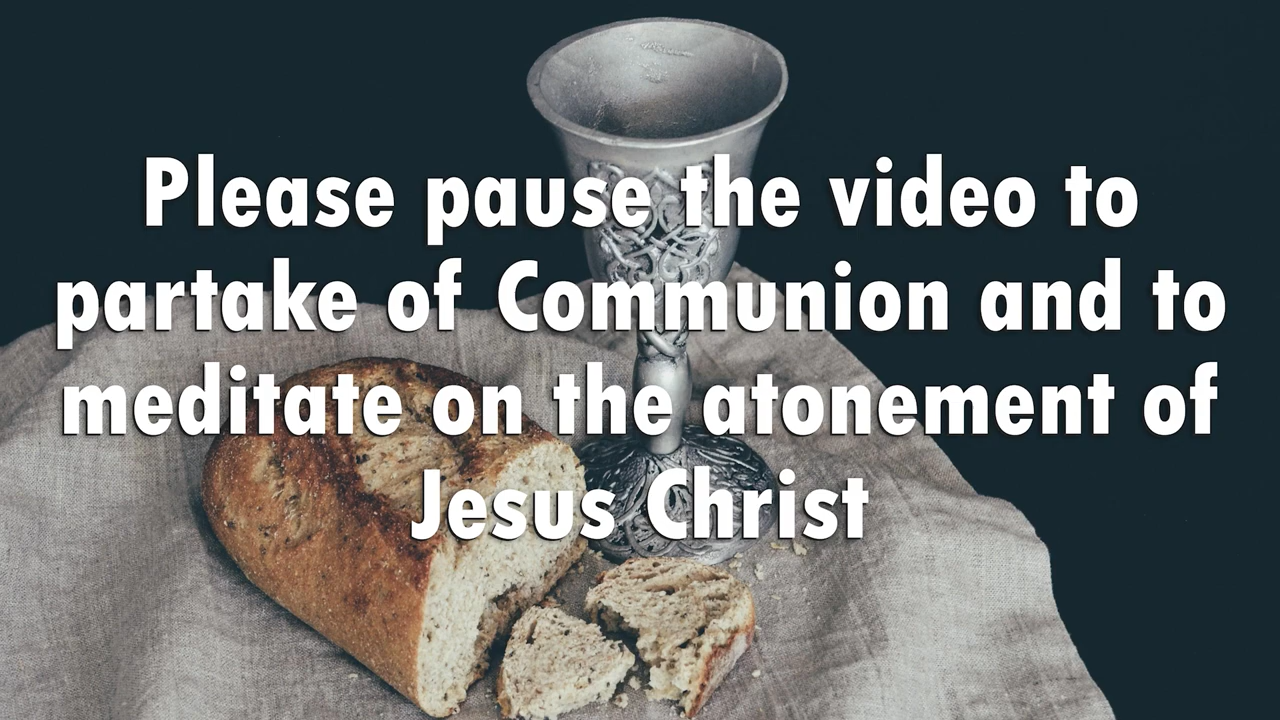 Please pause the video to
partake of Communion and to
meditate on the atonement of
Jesus Christ